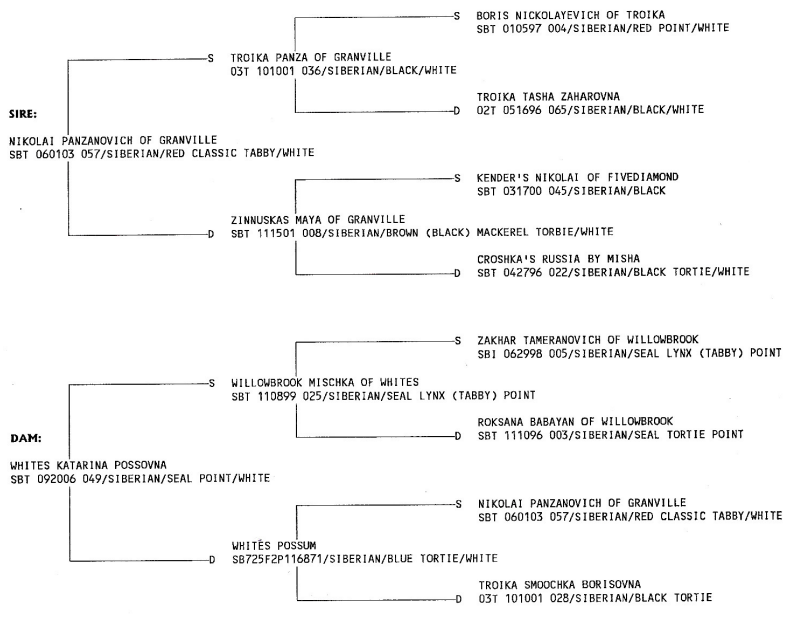 S BORIS NICKOLAYEVICH OF TROIKA
SBT 010597 004/SIBERIAN/RED POINT/WHITE
S TROIKA PANZA OF GRANVILLE
03T 101001 036/SIBERIAN/BLACK/WHITE
TROIKA TASHA ZAHAROVNA
D 02T 051696 065/SIBERIAN/BLACK/WHITE
SIRE:
NIKOLAI PANZANOVICH OF GRANVILLE
SBT 060103 057/SIBERIAN/RED CLASSIC TABBY/WHITE
S KENDER'S NIKOLAI OF FIVEDIAMOND
SBT 031700 045/SIBERIAN/BLACK
ZINNUSKAS MAYA OF GRANVILLE
D SBT 111501 008/SIBERIAN/BROWN (BLACK) MACKEREL TORBIE/WHITE
CROSHKA'S RUSSIA BY MISHA
D SBT 042796 022/SIBERIAN/BLACK TORTIE/WHITE
S ZAKHAR TAMERANOVICH OF WILLOWBROOK
SBI 062998 005/SIBERIAN/SEAL LYNX (TABBY) POINT
S WILLOWBROOK MISCHKA OF WHITES
SBT 110899 025/SIBERIAN/SEAL LYNX (TABBY) POINT
ROKSANA BABAYAN OF WILLOWBROOK
D SBT 111096 003/SIBERIAN/SEAL TORTIE POINT
DAM:
WHITES KATARINA POSSOVNA
SBT 092006 049/SIBERIAN/SEAL POINT/WHITE
S NIKOLAI PANZANOVICH OF GRANVILLE
SBT 060103 057/SIBERIAN/RED CLASSIC TABBY/WHITE
WHITES POSSUM
D SB725F2P116871/SIBERIAN/BLUE TORTIE/WHITE
TROIKA SMOOCHKA BORISOVNA
D 03T 101001 028/SIBERIAN/BLACK TORTIE